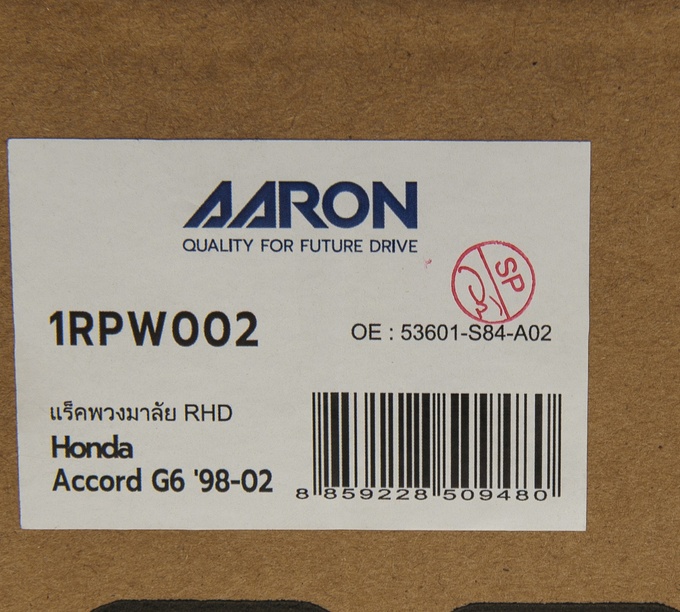 AARON
QUALITY FOR FUTURE DRIVE
SP
1RPW002
OE : 53601-S84-A02
แร็คพวงมาลัย RHD
Honda
Accord G6 '98-02
8 859228 509480